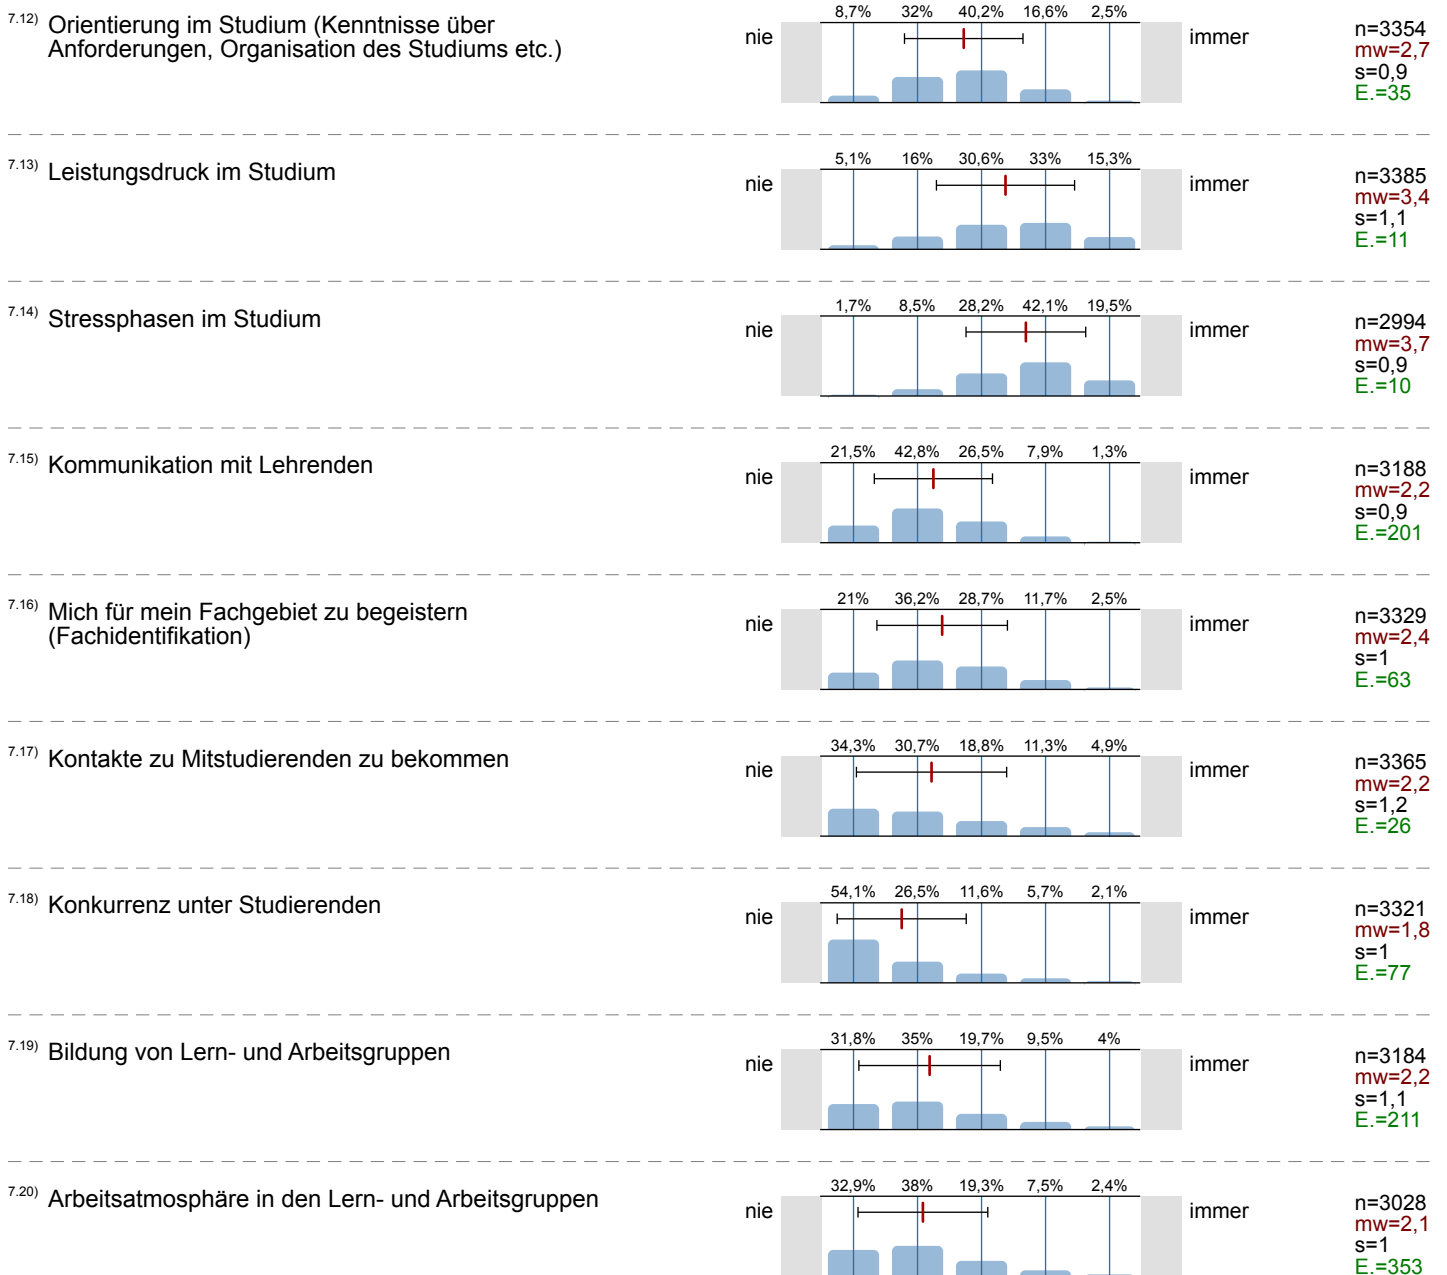 7.12) Orientierung im Studium (Kenntnisse über
Anforderungen, Organisation des Studiums etc.)
8,7% 32% 40,2% 16,6% 2,5%
nie immer
n=3354
mw=2,7
s=0,9
E.=35
7.13) Leistungsdruck im Studium
5,1% 16% 30,6% 33% 15,3%
nie immer
n=3385
mw=3,4
s=1,1
E.=11
7.14) Stressphasen im Studium
1,7% 8,5% 28,2% 42,1% 19,5%
nie immer
n=2994
mw=3,7
s=0,9
E.=10
7.15) Kommunikation mit Lehrenden
21,5% 42,8% 26,5% 7,9% 1,3%
nie immer
n=3188
mw=2,2
s=0,9
E.=201
7.16) Mich für mein Fachgebiet zu begeistern
(Fachidentifikation)
21% 36,2% 28,7% 11,7% 2,5%
nie immer
n=3329
mw=2,4
s=1
E.=63
7.17) Kontakte zu Mitstudierenden zu bekommen
34,3% 30,7% 18,8% 11,3% 4,9%
nie immer
n=3365
mw=2,2
s=1,2
E.=26
7.18) Konkurrenz unter Studierenden
54,1% 26,5% 11,6% 5,7% 2,1%
nie immer
n=3321
mw=1,8
s=1
E.=77
7.19) Bildung von Lern- und Arbeitsgruppen
31,8% 35% 19,7% 9,5% 4%
nie immer
n=3184
mw=2,2
s=1,1
E.=211
7.20) Arbeitsatmosphäre in den Lern- und Arbeitsgruppen
32,9% 38% 19,3% 7,5% 2,4%
nie immer
n=3028
mw=2,1
s=1
E.=353